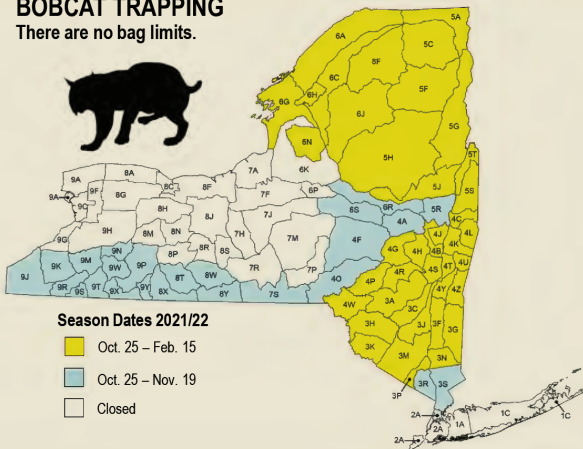 BOBCAT TRAPPING
There are no bag limits.
5A
6A
5C
8F
6C
5F
6H
6G
6J
5G
6N
5H
5T
7A
6K
9A
8A
9F
8C
8F
9A
9C
8G
7F
6P
5J
5S
8H
8J
7J
6S
6R
5R
4A
4C
9G
9H
8M
8N
7H
7M
4F
4J
4L
9N
8P
8R
8S
4G
4H
4B
4K
9K
9M
9W
9P
7R
7P
4R
4S
4T
4U
9J
8T
8W
4O
4P
9R
9S
9T
9X
9Y
8X
8Y
7S
4W
3A
4Y
4Z
3C
3H
3J
3F
3G
3K
3M
3N
3P
3R
3S
2A
1C
1C
1A
2A
2A
Season Dates 2021/22
Oct. 25 – Feb. 15
Oct. 25 – Nov. 19
Closed